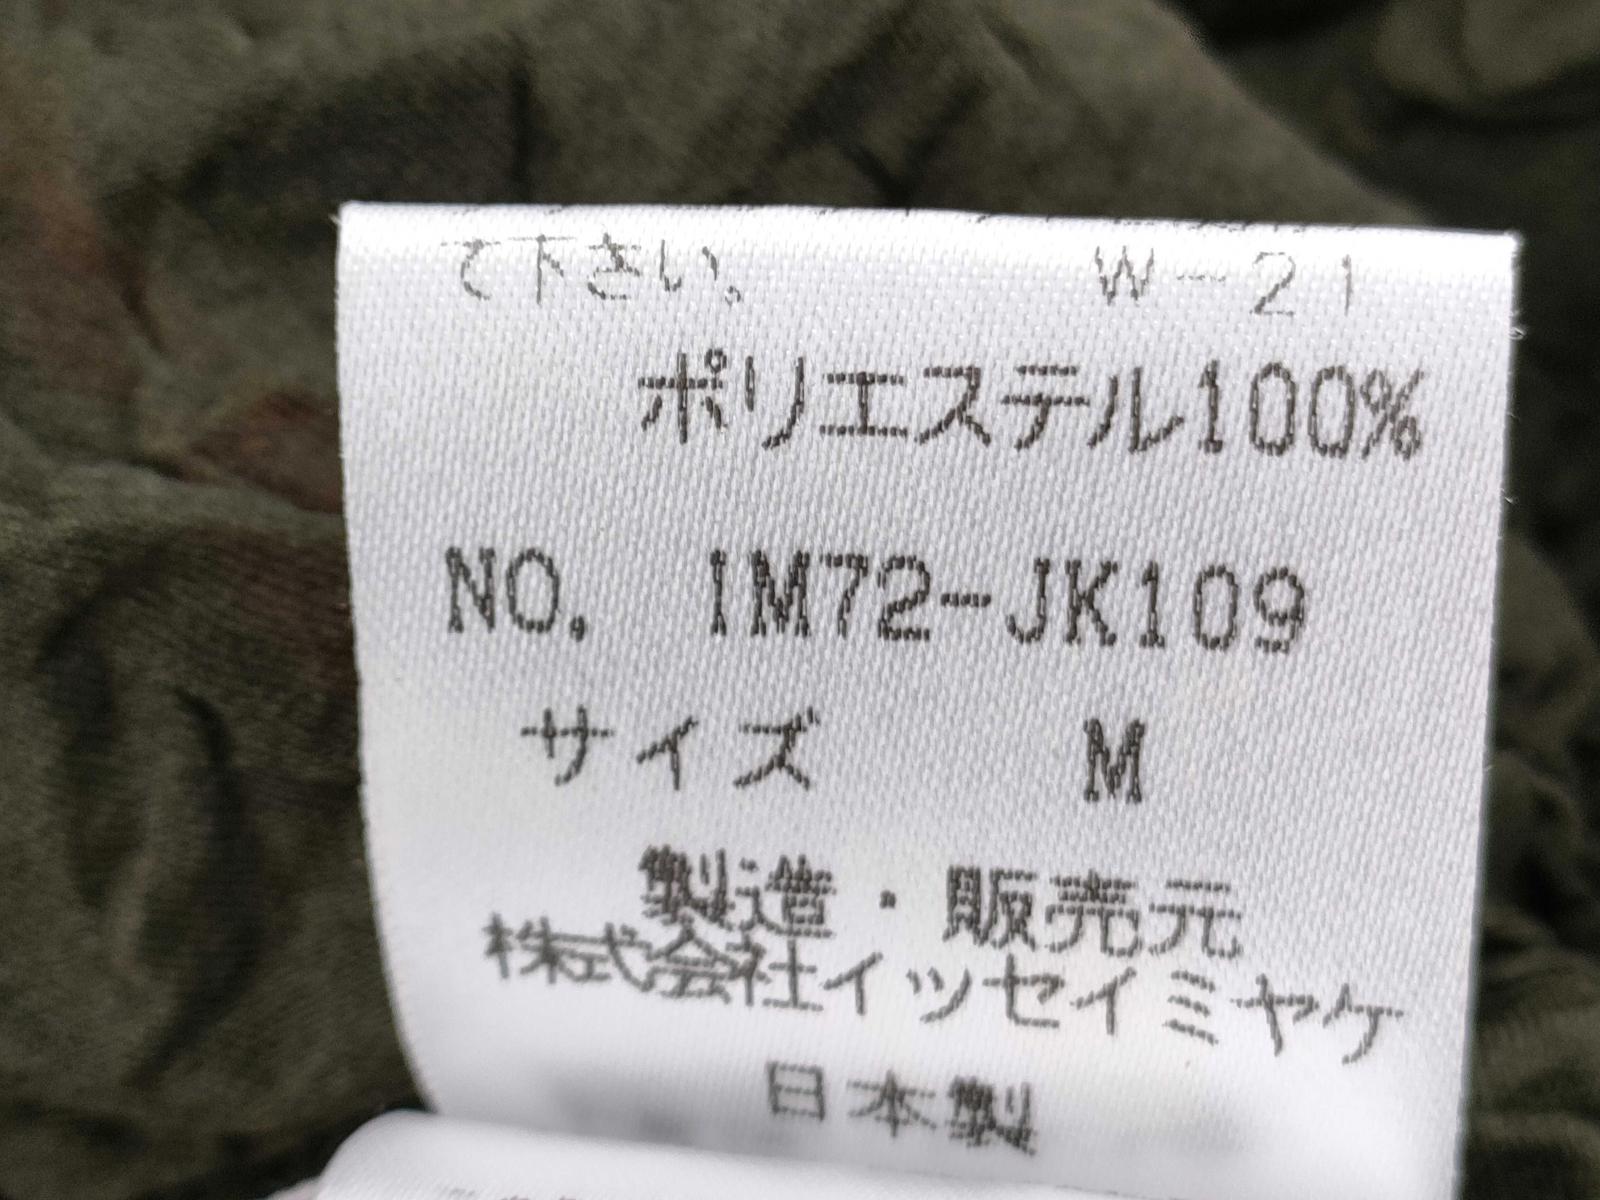 て下さい。 W-21
ポリエステル100%
NO. IM72-JK109
サイズ M
製造・販売元
株式会社イッセイミヤケ
日本製